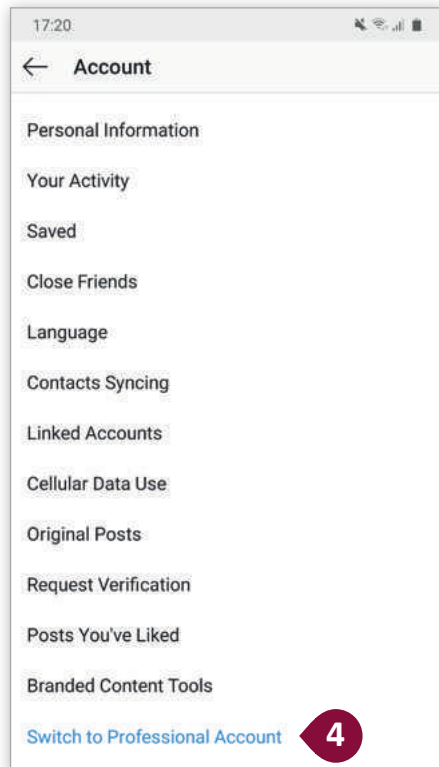 17:20
Account
Personal Information
Your Activity
Saved
Close Friends
Language
Contacts Syncing
Linked Accounts
Cellular Data Use
Original Posts
Request Verification
Posts You've Liked
Branded Content Tools
Switch to Professional Account 4